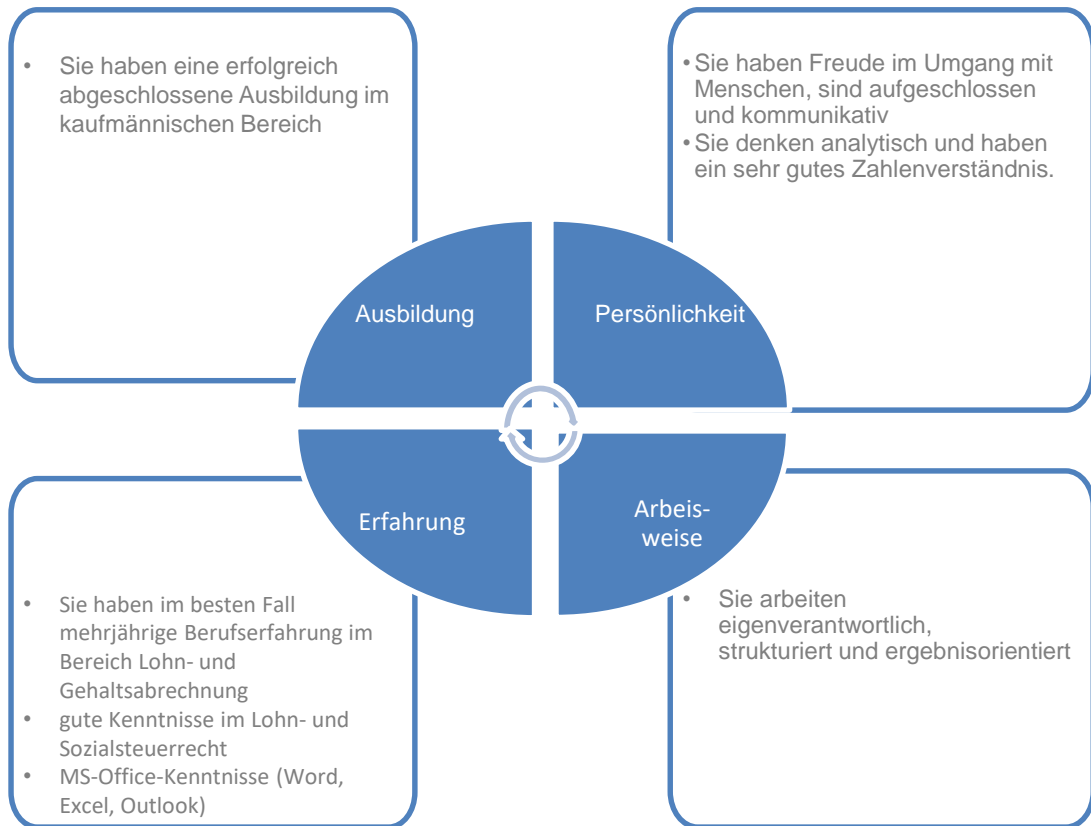 • Sie haben eine erfolgreich
abgeschlossene Ausbildung im
kaufmännischen Bereich
• Sie haben Freude im Umgang mit
Menschen, sind aufgeschlossen
und kommunikativ
• Sie denken analytisch und haben
ein sehr gutes Zahlenverständnis.
Ausbildung
Persönlichkeit
Erfahrung
Arbeis-
weise
• Sie haben im besten Fall
mehrjährige Berufserfahrung im
Bereich Lohn- und
Gehaltsabrechnung
• gute Kenntnisse im Lohn- und
Sozialsteuerrecht
• MS-Office-Kenntnisse (Word,
Excel, Outlook)
• Sie arbeiten
eigenverantwortlich,
strukturiert und ergebnisorientiert